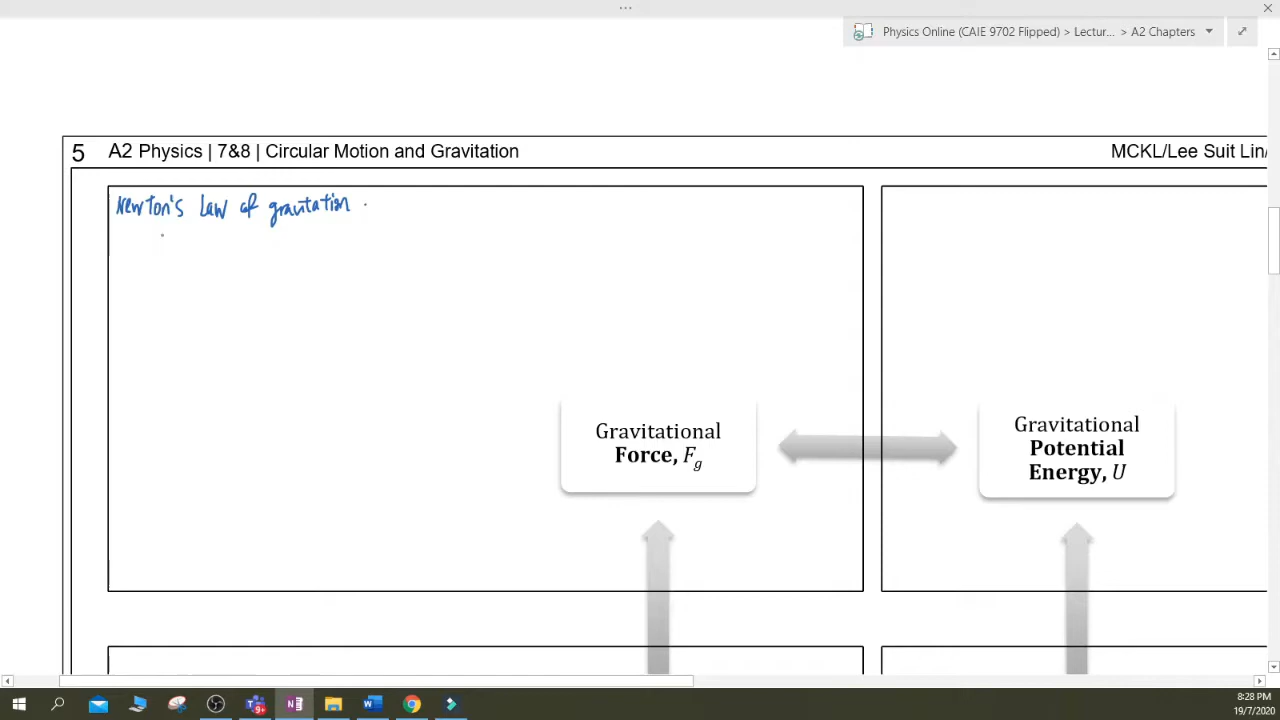 Physics Online (CAIE 9702 Flipped) > Lectur... > A2 Chapters
5 A2 Physics | 7&8 | Circular Motion and Gravitation
MCKL/Lee Suit Lin/
Newton's Law of gravitation
Gravitational
Force, Fg
Gravitational
Potential
Energy, U
8:28 PM
19/7/2020